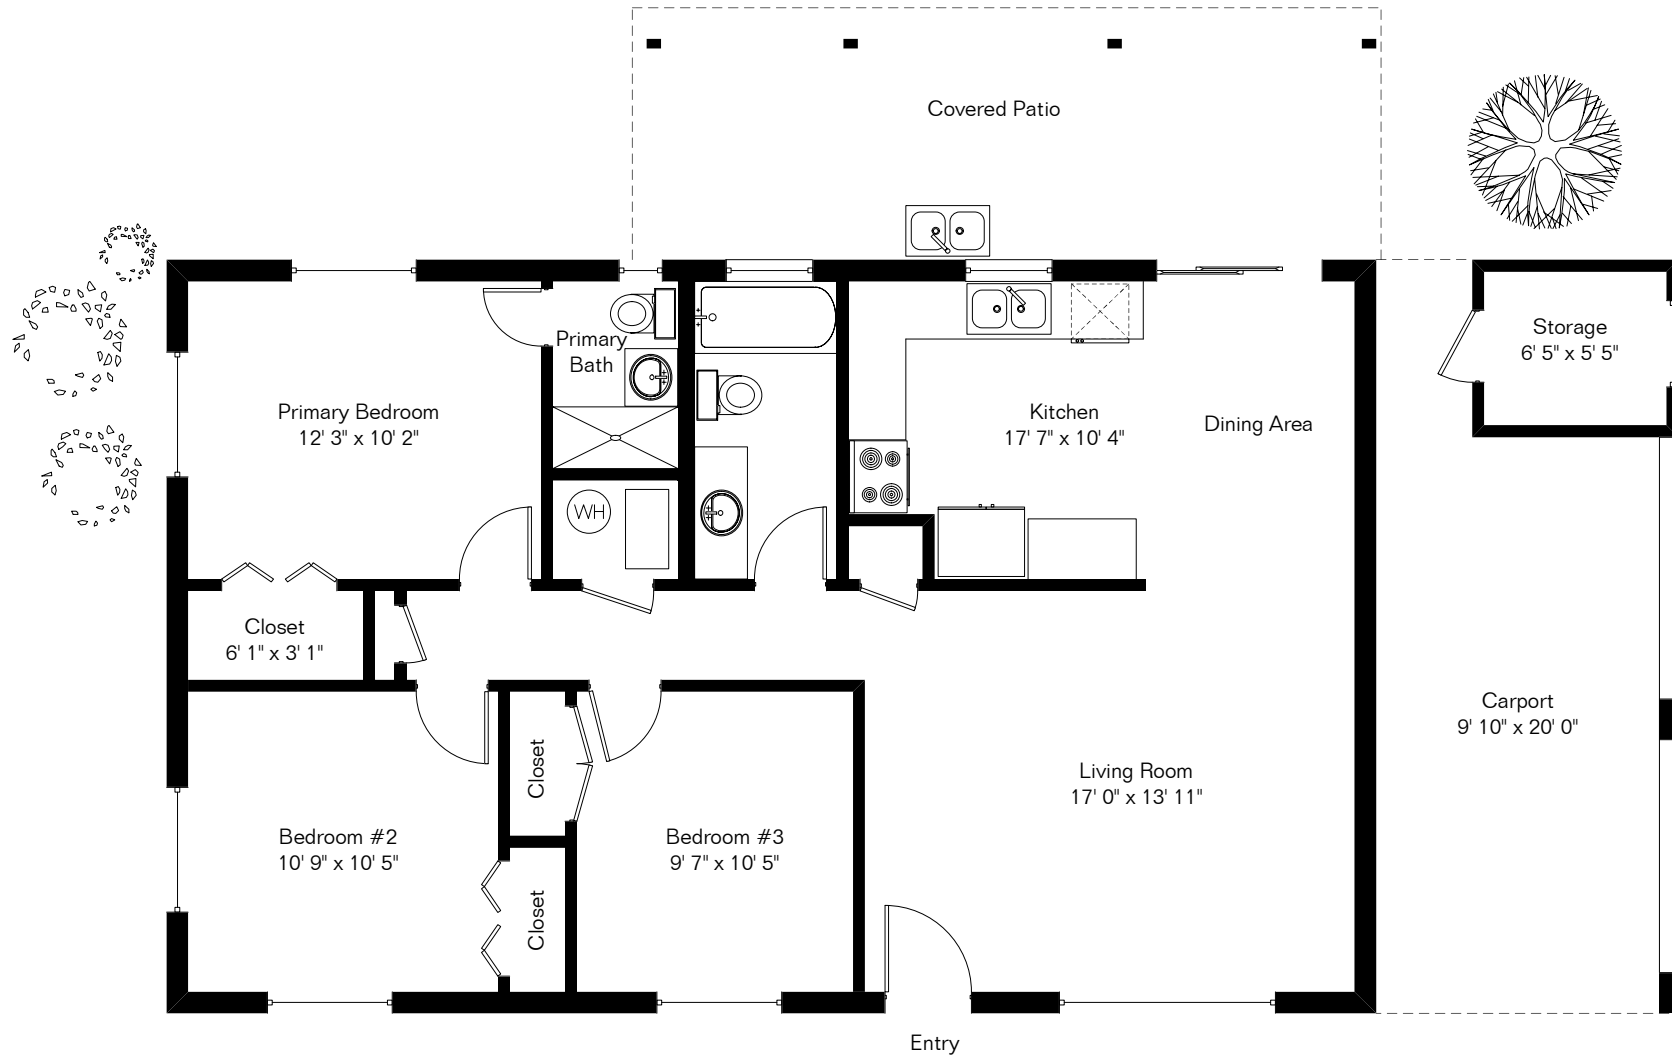 Covered Patio
Storage
6' 5" x 5' 5"
Primary
Bath
Primary Bedroom
12' 3" x 10' 2"
Kitchen
17' 7" x 10' 4"
Dining Area
WH
Closet
6' 1" x 3' 1"
Carport
9' 10" x 20' 0"
Closet
Living Room
17' 0" x 13' 11"
Bedroom #2
10' 9" x 10' 5"
Bedroom #3
9' 7" x 10' 5"
Closet
Entry